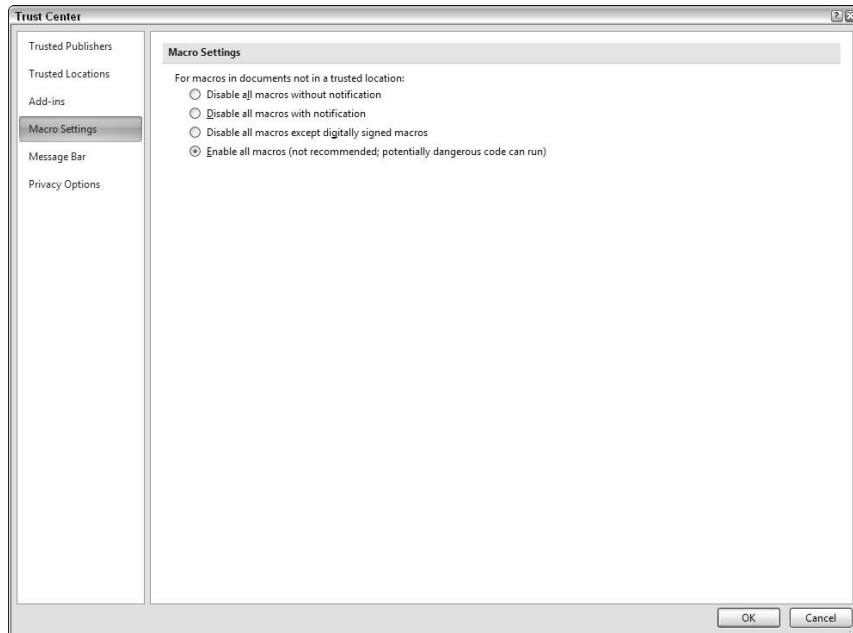 Trust Center
Trusted Publishers
Trusted Locations
Add-ins
Macro Settings
Message Bar
Privacy Options
Macro Settings
For macros in documents not in a trusted location:
Disable all macros without notification
Disable all macros with notification
Disable all macros except digitally signed macros
Enable all macros (not recommended; potentially dangerous code can run)
OK
Cancel